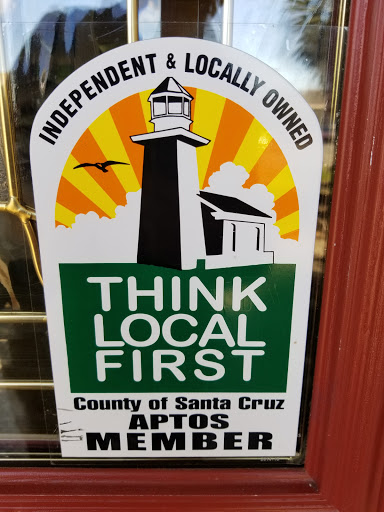 INDEPENDENT & LOCALLY OWNED
THINK
LOCAL
FIRST
County of Santa Cruz
APTOS
MEMBER